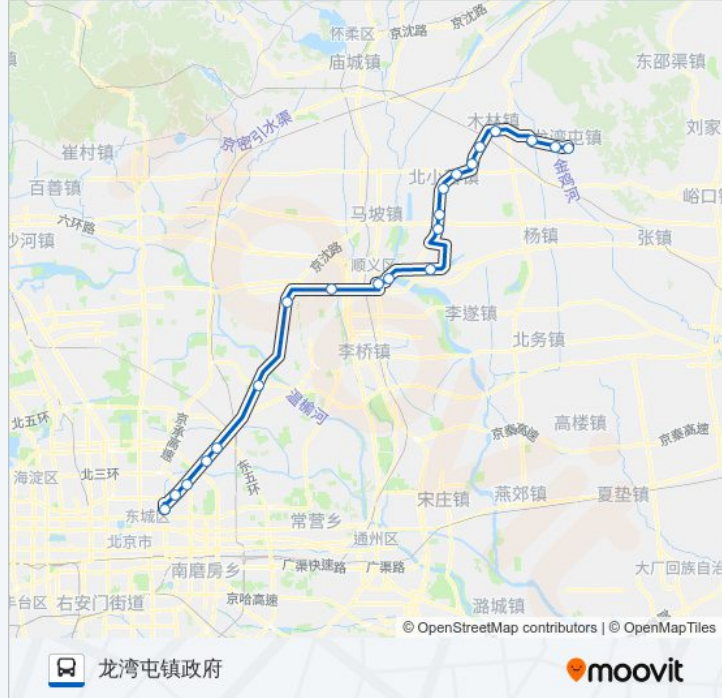 怀柔区
京沈路
京沈路
庙城镇
东邵渠镇
木林镇
龙湾屯镇
刘家
京密引水渠
崔村镇
金鸡河
百善镇
北小营镇
峪口镇
六环路
马坡镇
沙河镇
杨镇
张镇
京沈路
顺义区
李遂镇
北务镇
李桥镇
温榆河
北五环
京承高速
高楼镇
京秦高速
京秦高速
海淀区
北三环
东五环
宋庄镇
燕郊镇
夏垫镇
东城区
常营乡
北京市
通州区
南磨房乡
广渠快速路
广渠路
大厂回族自治
丰台区
右安门街道
京哈高速
潞城镇
© OpenStreetMap contributors | © OpenMapTiles
龙湾屯镇政府
moovit